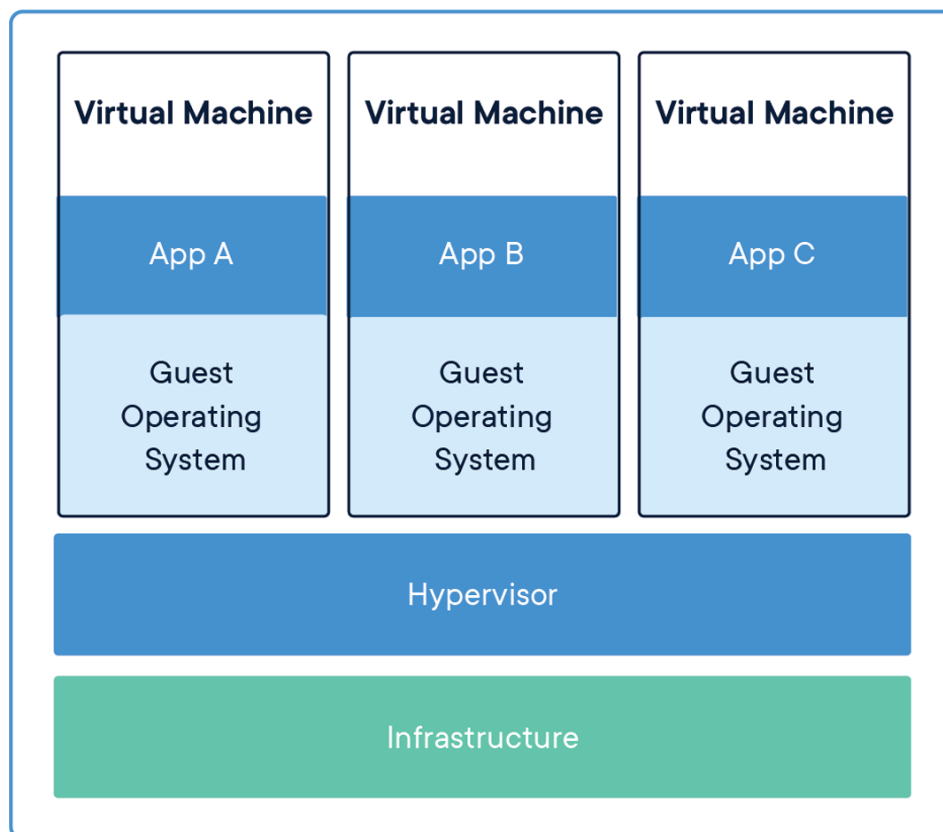 Virtual Machine
Virtual Machine
Virtual Machine
App A
App B
App C
Guest
Operating
System
Guest
Operating
System
Guest
Operating
System
Hypervisor
Infrastructure